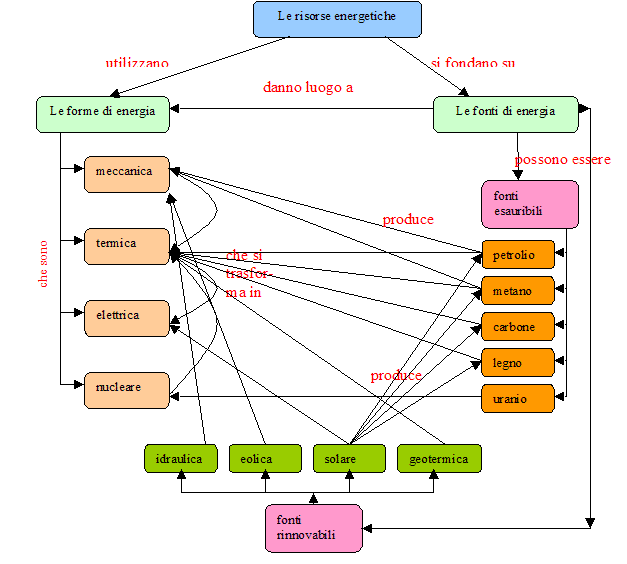 Le risorse energetiche
utilizzano
si fondano su
danno luogo a
Le forme di energia
Le fonti di energia
possono essere
meccanica
fonti
esauribili
produce
termica
che sono
che si
trasfor-
ma in
petrolio
metano
elettrica
carbone
legno
produce
nucleare
uranio
idraulica
eolica
solare
geotermica
fonti
rinnovabili